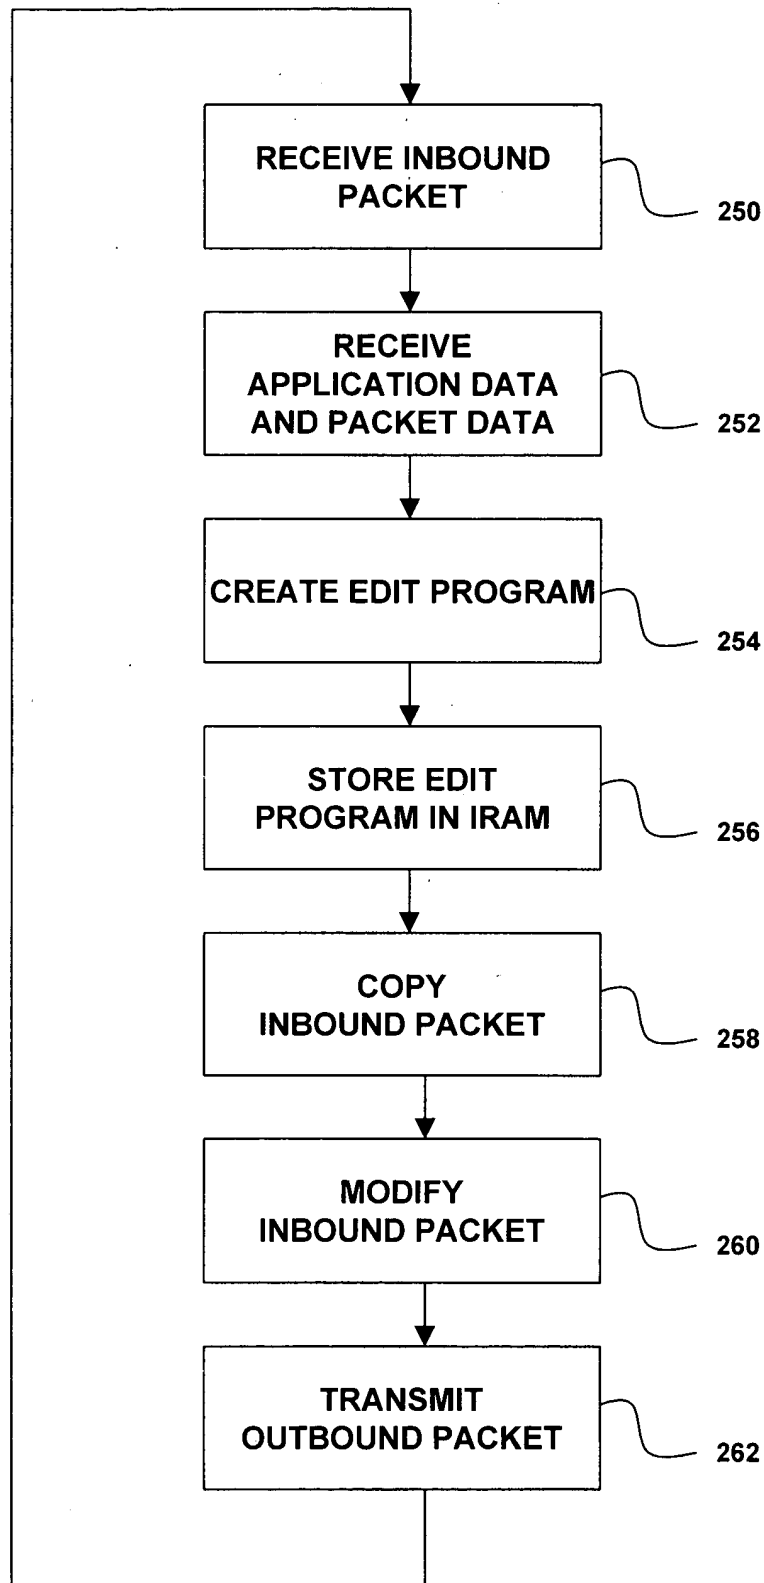 RECEIVE INBOUND
PACKET
250
RECEIVE
APPLICATION DATA
AND PACKET DATA
252
CREATE EDIT PROGRAM
254
STORE EDIT
PROGRAM IN IRAM
256
COPY
INBOUND PACKET
258
MODIFY
INBOUND PACKET
260
TRANSMIT
OUTBOUND PACKET
262